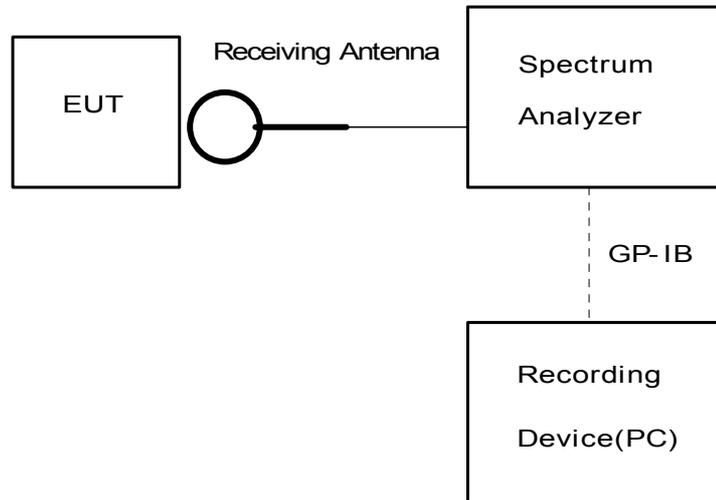 Receiving Antenna
EUT
Spectrum
Analyzer
GP-IB
Recording
Device(PC)